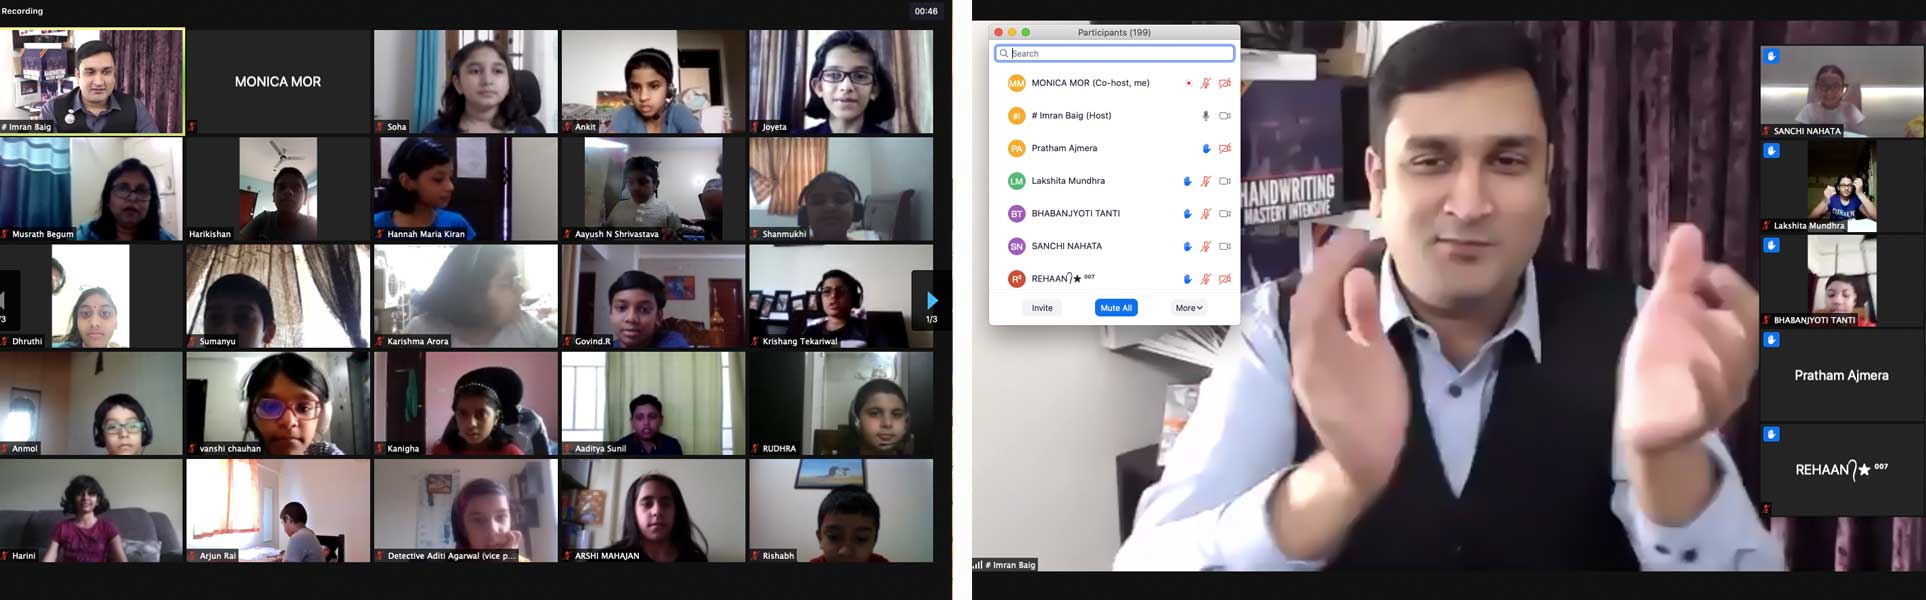 Recording
00:46
# Imran Baig
MONICA MOR
Soha
Ankit
Joyeta
Musrath Begum
Harikishan
Hannah Maria Kiran
Aayush N Shrivastava
Shanmukhi
Dhruthi
Sumanyu
Karishma Arora
Govind.R
Krishang Tekariwal
/3
1/3
Anmol
vanshi chauhan
Kanigha
Aaditya Sunil
RUDHRA
Harini
Arjun Rai
Detective Aditi Agarwal (vice p...
ARSHI MAHAJAN
Rishabh
Participants (199)
Search
MM MONICA MOR (Co-host, me)
#I # Imran Baig (Host)
PA Pratham Ajmera
LM Lakshita Mundhra
BT BHABANJYOTI TANTI
SN SANCHI NAHATA
REHAAN 007
Invite
Mute All
More
HANDWRITING
MASTERY INTENSIVE
# Imran Baig
SANCHI NAHATA
Lakshita Mundhra
BHABANJYOTI TANTI
Pratham Ajmera
REHAAN 007